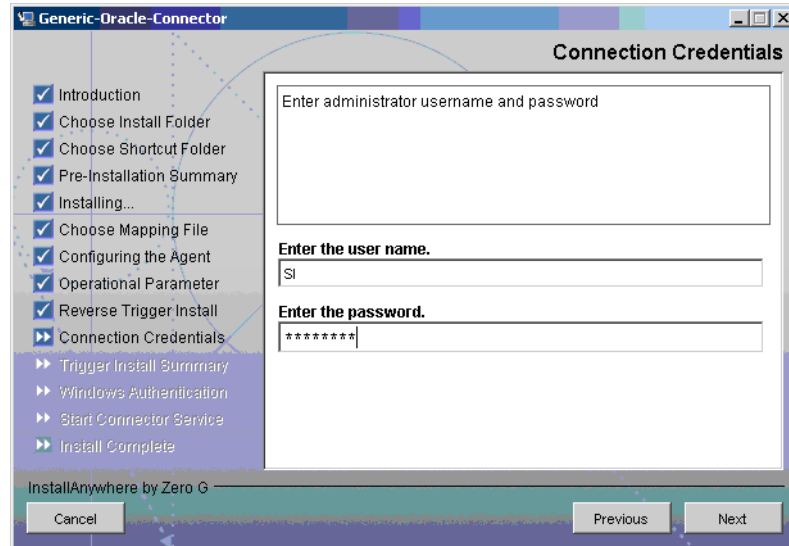 Generic-Oracle-Connector
Connection Credentials
Introduction
Choose Install Folder
Choose Shortcut Folder
Pre-Installation Summary
Installing...
Choose Mapping File
Configuring the Agent
Operational Parameter
Reverse Trigger Install
Connection Credentials
Trigger Install Summary
Windows Authentication
Start Connector Service
Install Complete
Enter administrator username and password
Enter the user name.
SI
Enter the password.
********
InstallAnywhere by Zero G
Cancel
Previous
Next